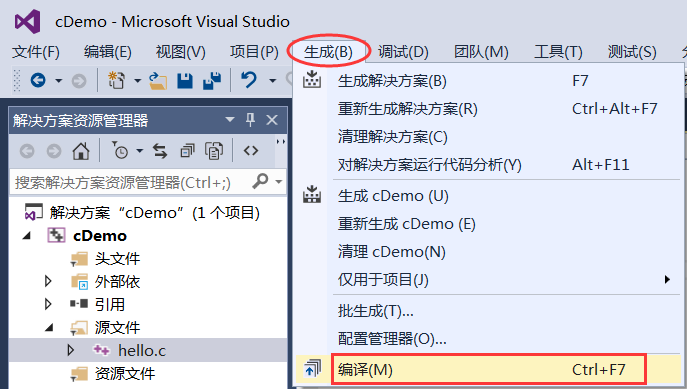 cDemo - Microsoft Visual Studio
文件(F) 编辑(E) 视图(V) 项目(P) 生成(B) 调试(D) 团队(M) 工具(T) 测试(S)
解决方案资源管理器
搜索解决方案资源管理器(Ctrl+;)
解决方案“cDemo”(1 个项目)
cDemo
头文件
外部依
引用
源文件
hello.c
资源文件
生成解决方案(B) F7
重新生成解决方案(R) Ctrl+Alt+F7
清理解决方案(C)
对解决方案运行代码分析(Y) Alt+F11
生成 cDemo (U)
重新生成 cDemo (E)
清理 cDemo(N)
仅用于项目(J)
批生成(T)...
配置管理器(O)...
编译(M) Ctrl+F7